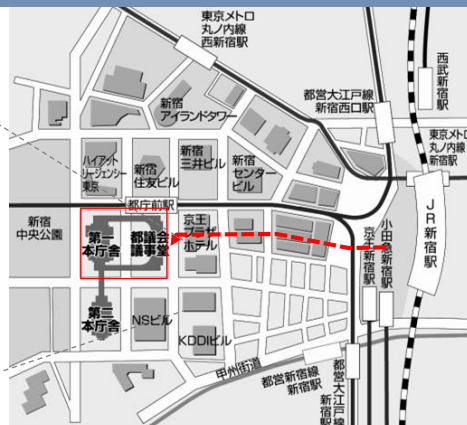 東京メトロ
丸ノ内線
西新宿駅
都営大江戸線
新宿西口駅
西武新宿駅
新宿
アイランドタワー
東京メトロ
丸ノ内線
新宿駅
ハイアット
リージェンシー
東京
新宿
住友ビル
新宿
三井ビル
新宿
センター
ビル
JR新宿駅
都庁前駅
新宿
中央公園
第一
本庁舎
都議会
議事堂
京王
プラザ
ホテル
小田急新宿駅
京王新宿駅
第二
本庁舎
NSビル
KDDIビル
甲州街道
都営新宿線
新宿駅
都営大江戸線
新宿駅